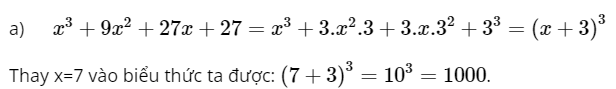 a) x³ + 9x² + 27x + 27 = x³ + 3.x².3 + 3.x.3² + 3³ = (x + 3)³
Thay x=7 vào biểu thức ta được: (7 + 3)³ = 10³ = 1000.